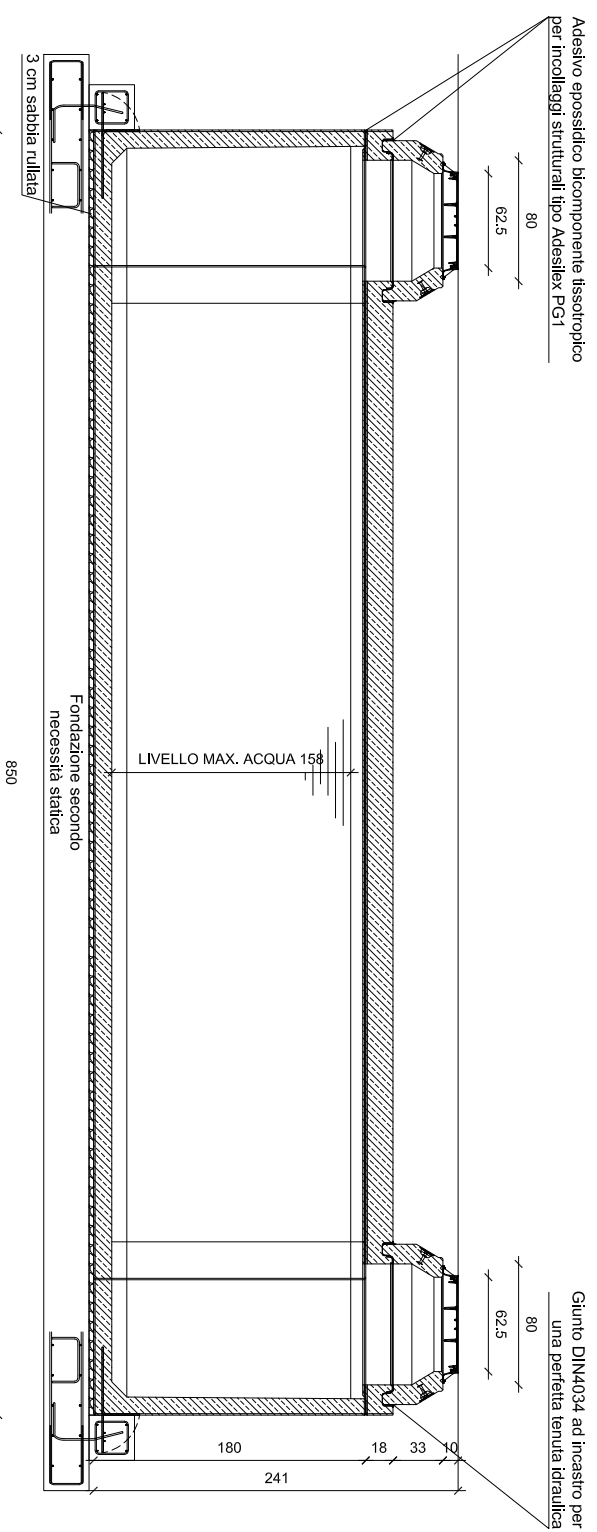 Adesivo epossidico bicomponente tissotropico
per incollaggi strutturali tipo Adesilex PG1
Giunto DIN4034 ad incastro per
una perfetta tenuta idraulica
80
62.5
80
62.5
LIVELLO MAX. ACQUA 158
180
18
33
10
241
3 cm sabbia rullata
Fondazione secondo
necessità statica
850